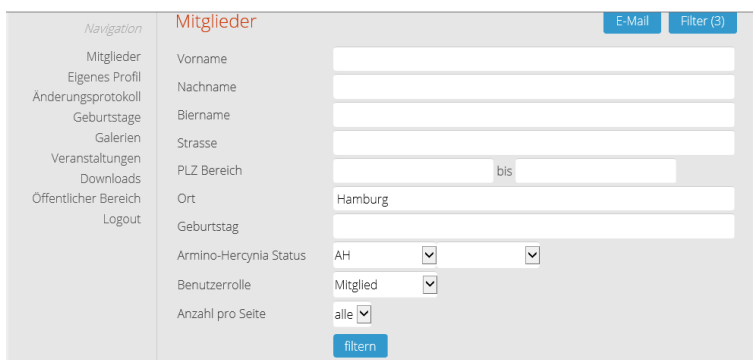 Navigation
Mitglieder
Eigenes Profil
Änderungsprotokoll
Geburtstage
Galerien
Veranstaltungen
Downloads
Öffentlicher Bereich
Logout
Mitglieder
E-Mail Filter (3)
Vorname
Nachname
Biername
Strasse
PLZ Bereich bis
Ort Hamburg
Geburtstag
Armino-Hercynia Status AH
Benutzerrolle Mitglied
Anzahl pro Seite alle
filtern